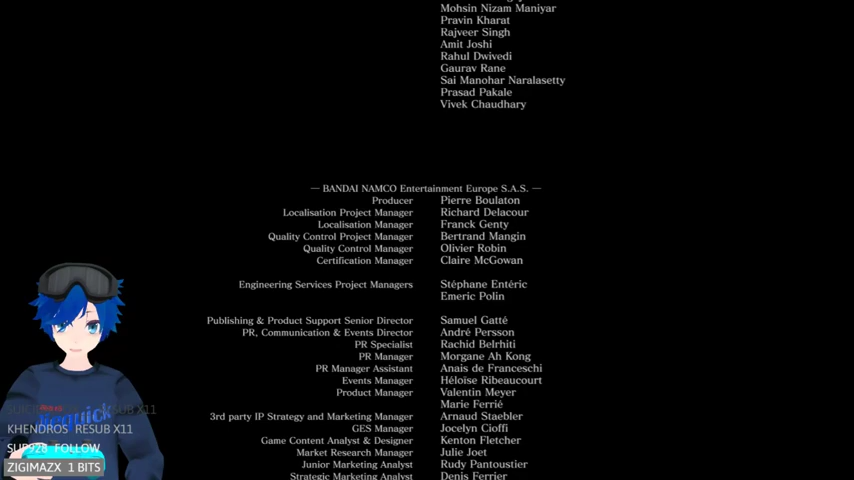 Mohsin Nizam Maniyar
Pravin Kharat
Rajveer Singh
Amit Joshi
Rahul Dwivedi
Gaurav Rane
Sai Manohar Naralasetty
Prasad Pakale
Vivek Chaudhary
— BANDAI NAMCO Entertainment Europe S.A.S. —
Producer Pierre Boulaton
Localisation Project Manager Richard Delacour
Localisation Manager Franck Genty
Quality Control Project Manager Bertrand Mangin
Quality Control Manager Olivier Robin
Certification Manager Claire McGowan
Engineering Services Project Managers Stéphane Entéric
Emeric Polin
Publishing & Product Support Senior Director Samuel Gatté
PR, Communication & Events Director André Persson
PR Specialist Rachid Belrhiti
PR Manager Morgane Ah Kong
PR Manager Assistant Anais de Franceschi
Events Manager Héloïse Ribeaucourt
Product Manager Valentin Meyer
Marie Ferrié
3rd party IP Strategy and Marketing Manager Arnaud Staebler
GES Manager Jocelyn Cioffi
Game Content Analyst & Designer Kenton Fletcher
Market Research Manager Julie Joet
Junior Marketing Analyst Rudy Pantoustier
Strategic Marketing Analyst Denis Ferrier
SUB X11
KHENDROS RESUB X11
SUP928 FOLLOW
ZIGIMAZX 1 BITS